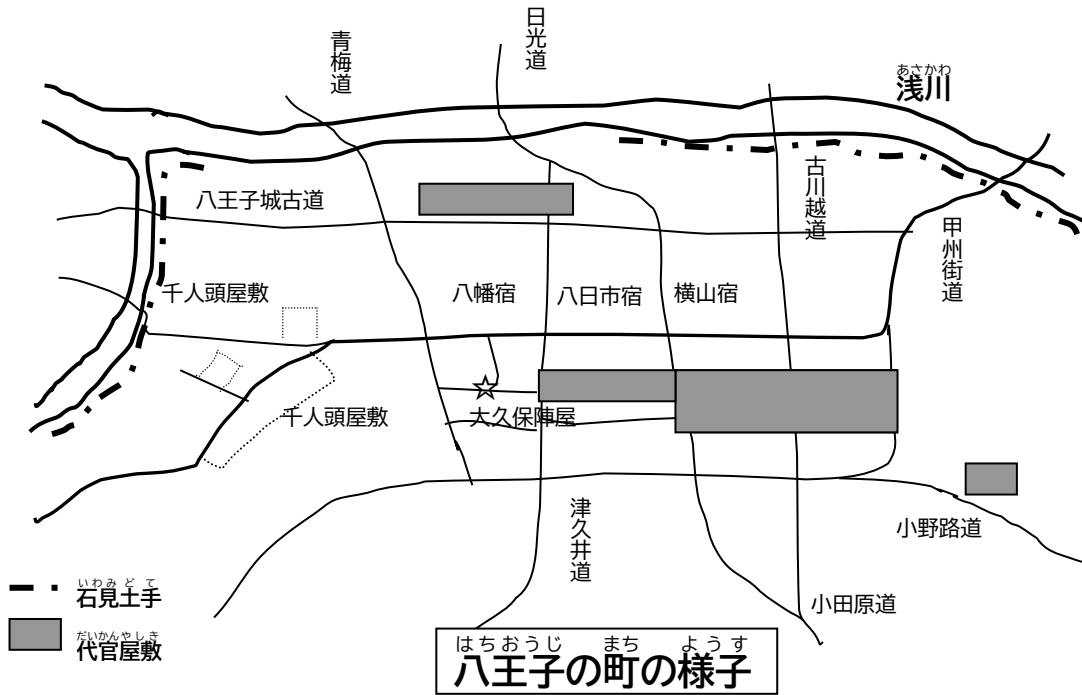 青梅道
日光道
あさかわ
浅川
古川越道
甲州街道
八王子城古道
千人頭屋敷
八幡宿
八日市宿
横山宿
千人頭屋敷
大久保陣屋
津久井道
小野路道
小田原道
いわみどて
石見土手
だいかんやしき
代官屋敷
はちおうじ まち ようす
八王子の町の様子